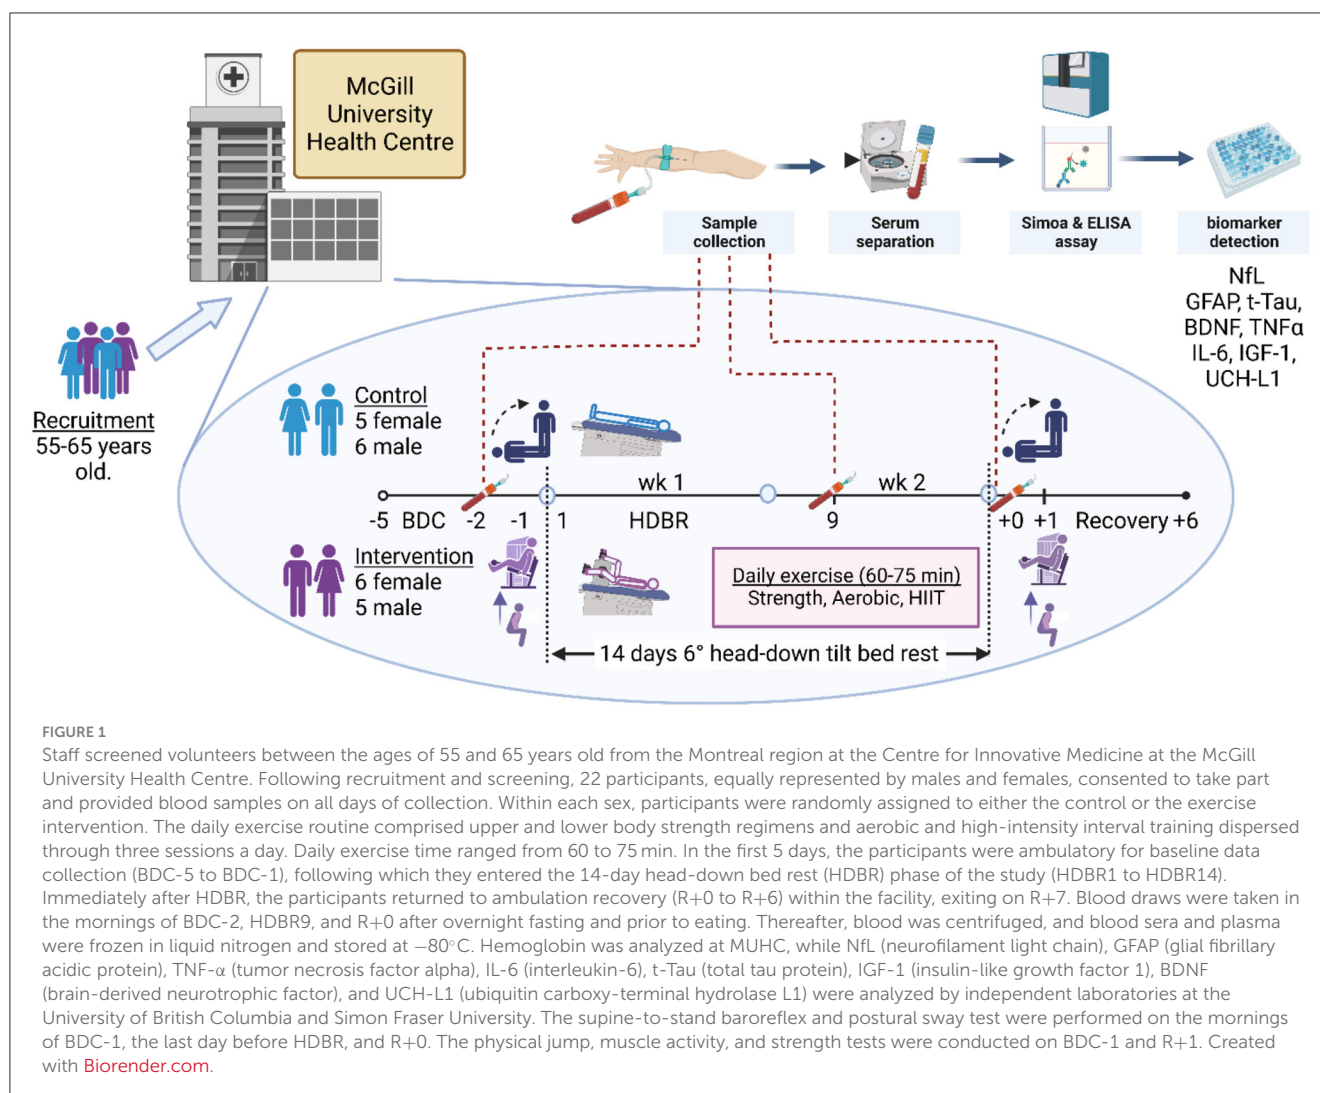 McGill
University
Health Centre
Sample
collection
Serum
separation
Simoa & ELISA
assay
biomarker
detection
NfL
GFAP, t-Tau,
BDNF, TNFα
IL-6, IGF-1,
UCH-L1
Recruitment
55-65 years
old.
Control
5 female
6 male
wk 1
wk 2
-5 BDC -2 -1 1 HDBR 9 +0 +1 Recovery +6
Intervention
6 female
5 male
Daily exercise (60-75 min)
Strength, Aerobic, HIIT
14 days 6° head-down tilt bed rest
FIGURE 1
Staff screened volunteers between the ages of 55 and 65 years old from the Montreal region at the Centre for Innovative Medicine at the McGill
University Health Centre. Following recruitment and screening, 22 participants, equally represented by males and females, consented to take part
and provided blood samples on all days of collection. Within each sex, participants were randomly assigned to either the control or the exercise
intervention. The daily exercise routine comprised upper and lower body strength regimens and aerobic and high-intensity interval training dispersed
through three sessions a day. Daily exercise time ranged from 60 to 75 min. In the first 5 days, the participants were ambulatory for baseline data
collection (BDC-5 to BDC-1), following which they entered the 14-day head-down bed rest (HDBR) phase of the study (HDBR1 to HDBR14).
Immediately after HDBR, the participants returned to ambulation recovery (R+0 to R+6) within the facility, exiting on R+7. Blood draws were taken in
the mornings of BDC-2, HDBR9, and R+0 after overnight fasting and prior to eating. Thereafter, blood was centrifuged, and blood sera and plasma
were frozen in liquid nitrogen and stored at −80°C. Hemoglobin was analyzed at MUHC, while NfL (neurofilament light chain), GFAP (glial fibrillary
acidic protein), TNF-α (tumor necrosis factor alpha), IL-6 (interleukin-6), t-Tau (total tau protein), IGF-1 (insulin-like growth factor 1), BDNF
(brain-derived neurotrophic factor), and UCH-L1 (ubiquitin carboxy-terminal hydrolase L1) were analyzed by independent laboratories at the
University of British Columbia and Simon Fraser University. The supine-to-stand baroreflex and postural sway test were performed on the mornings
of BDC-1, the last day before HDBR, and R+0. The physical jump, muscle activity, and strength tests were conducted on BDC-1 and R+1. Created
with Biorender.com.